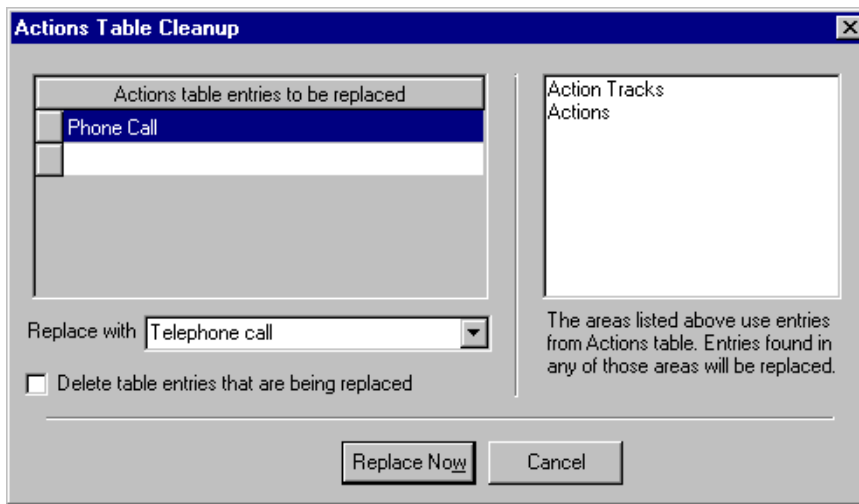 Actions Table Cleanup
Actions table entries to be replaced
Phone Call
Replace with Telephone call
Delete table entries that are being replaced
Action Tracks
Actions
The areas listed above use entries
from Actions table. Entries found in
any of those areas will be replaced.
Replace Now
Cancel